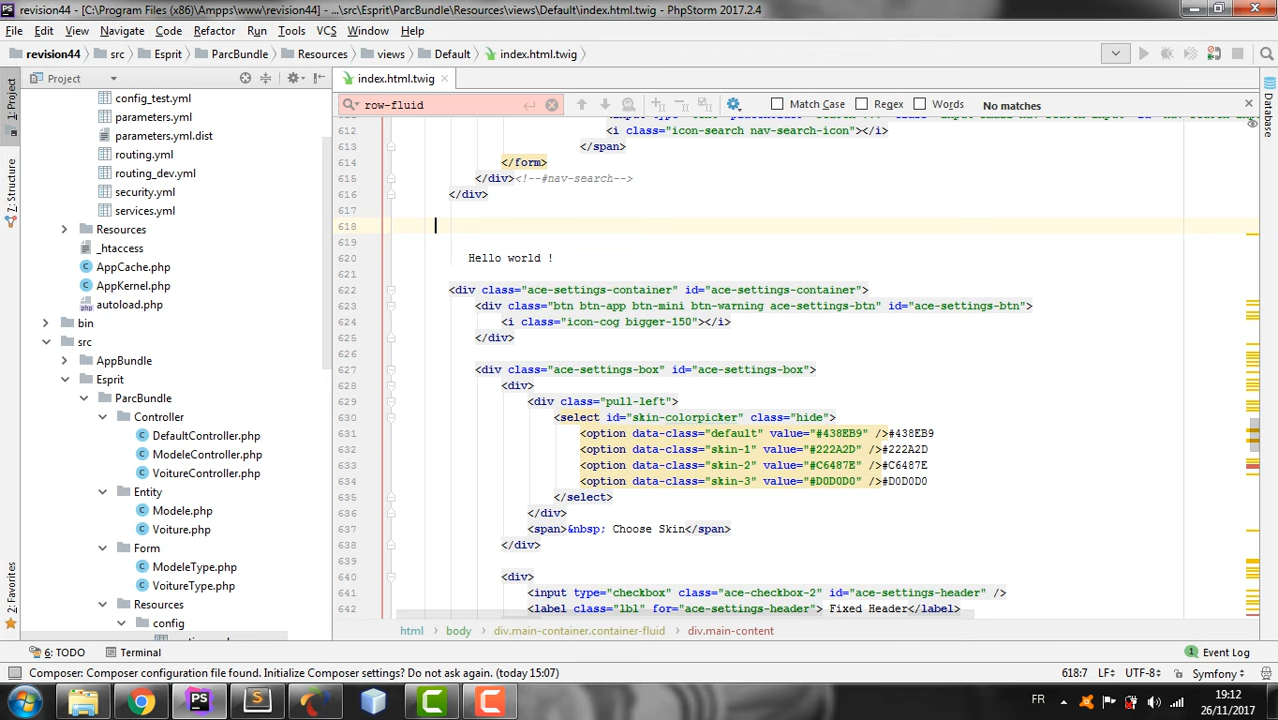 revision44 - [C:\Program Files (x86)\Ampps\www\revision44] - ...\src\Esprit\ParcBundle\Resources\views\Default\index.html.twig - PhpStorm 2017.2.4
File Edit View Navigate Code Refactor Run Tools VCS Window Help
revision44 src Esprit ParcBundle Resources views Default index.html.twig
Project index.html.twig
row-fluid Match Case Regex Words No matches
1: Project
Z: Structure
2: Favorites
Database
config_test.yml
parameters.yml
parameters.yml.dist
routing.yml
routing_dev.yml
security.yml
services.yml
Resources
_htaccess
AppCache.php
AppKernel.php
autoload.php
bin
src
AppBundle
Esprit
ParcBundle
Controller
DefaultController.php
ModeleController.php
VoitureController.php
Entity
Modele.php
Voiture.php
Form
ModeleType.php
VoitureType.php
Resources
config
612 <i class="icon-search nav-search-icon"></i>
613 </span>
614 </form>
615 </div><!--#nav-search-->
616 </div>
617
618
619
620 Hello world !
621
622 <div class="ace-settings-container" id="ace-settings-container">
623 <div class="btn btn-app btn-mini btn-warning ace-settings-btn" id="ace-settings-btn">
624 <i class="icon-cog bigger-150"></i>
625 </div>
626
627 <div class="ace-settings-box" id="ace-settings-box">
628 <div>
629 <div class="pull-left">
630 <select id="skin-colorpicker" class="hide">
631 <option data-class="default" value="#438EB9" />#438EB9
632 <option data-class="skin-1" value="#222A2D" />#222A2D
633 <option data-class="skin-2" value="#C6487E" />#C6487E
634 <option data-class="skin-3" value="#D0D0D0" />#D0D0D0
635 </select>
636 </div>
637 <span>&nbsp; Choose Skin</span>
638 </div>
639
640 <div>
641 <input type="checkbox" class="ace-checkbox-2" id="ace-settings-header" />
642 <label class="lbl" for="ace-settings-header"> Fixed Header</label>
html body div.main-container.container-fluid div.main-content
6: TODO Terminal 1 Event Log
Composer: Composer configuration file found. Initialize Composer settings? Do not ask again. (today 15:07) 618:7 LF÷ UTF-8÷ Symfony÷
FR 19:12
26/11/2017